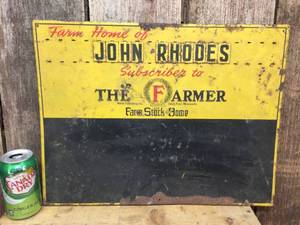 Farm Home of
JOHN RHODES
Subscriber to
THE FARMER
Farm, Stock & Home
CANADA
DRY